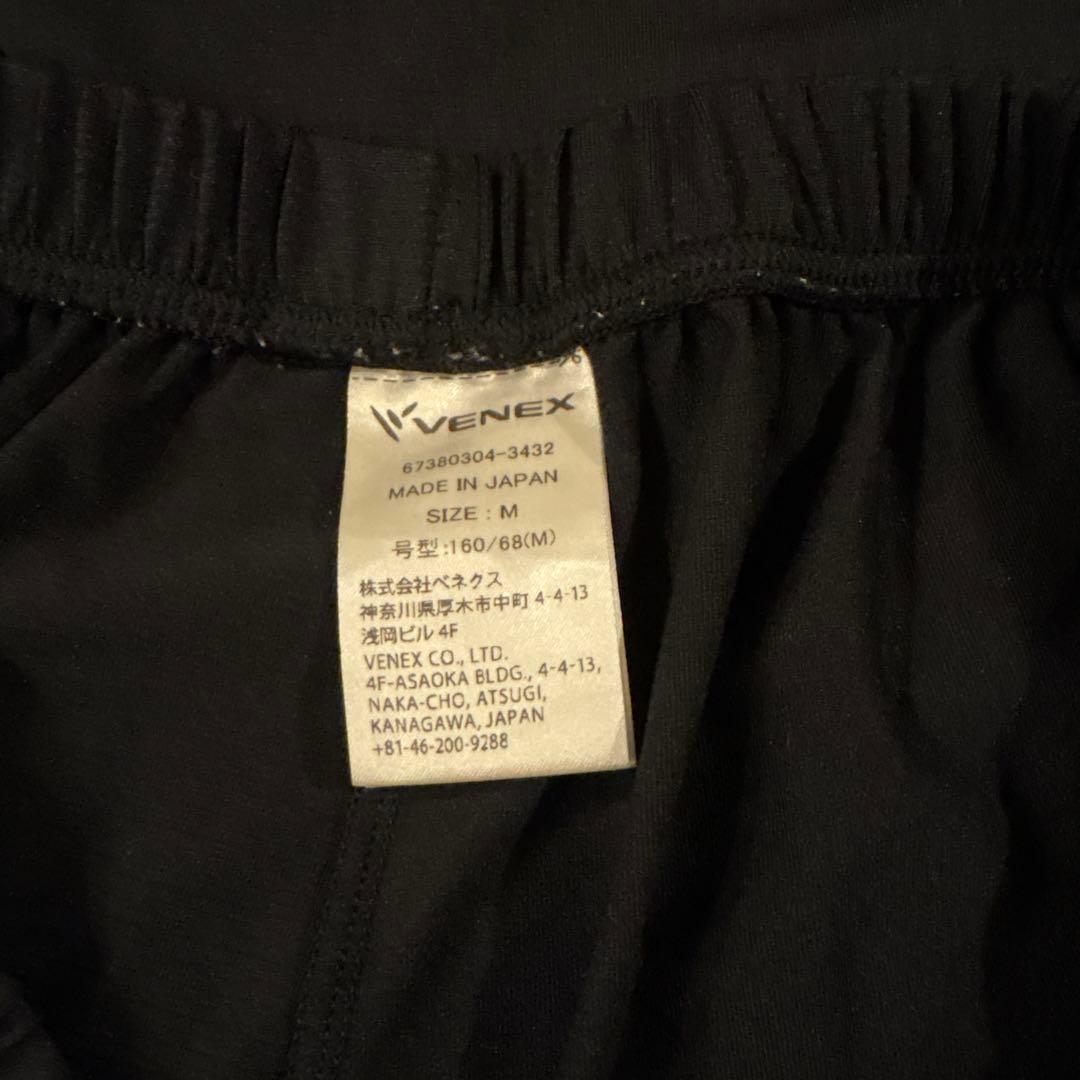 VENEX
67380304-3432
MADE IN JAPAN
SIZE : M
号型:160/68(M)
株式会社ベネクス
神奈川県厚木市中町 4-4-13
浅岡ビル 4F
VENEX CO., LTD.
4F-ASAOKA BLDG., 4-4-13,
NAKA-CHO, ATSUGI,
KANAGAWA, JAPAN
+81-46-200-9288